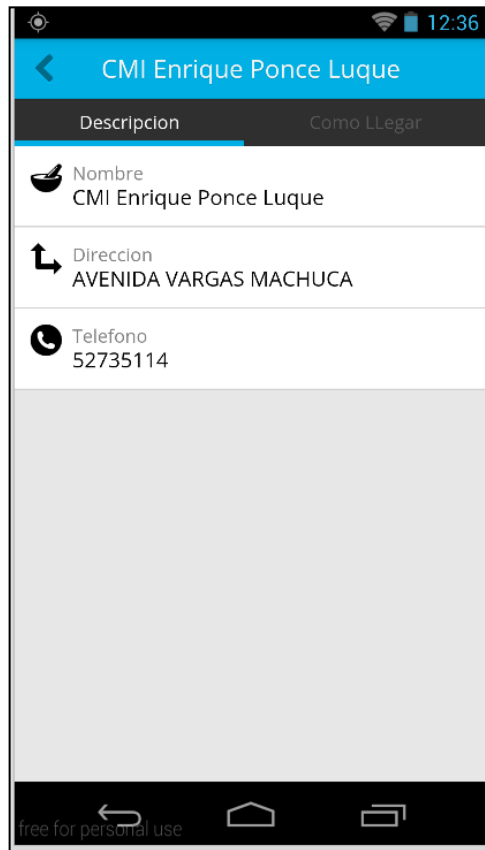 12:36
CMI Enrique Ponce Luque
Descripcion
Como LLegar
Nombre
CMI Enrique Ponce Luque
Direccion
AVENIDA VARGAS MACHUCA
Telefono
52735114
free for personal use